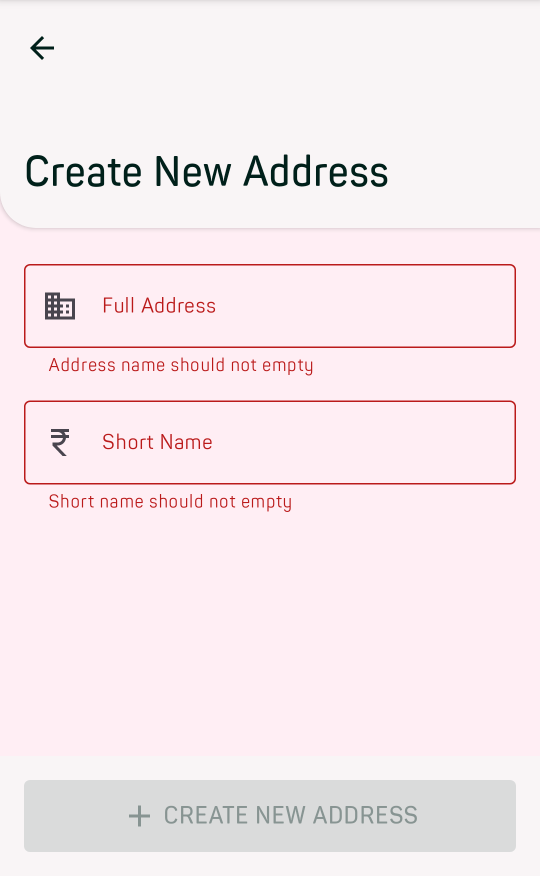 Create New Address
Full Address
Address name should not empty
Short Name
Short name should not empty
CREATE NEW ADDRESS